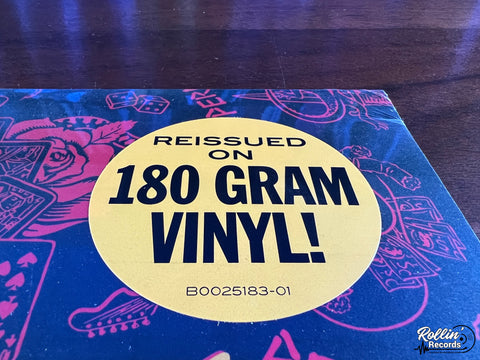 REISSUED
ON
180 GRAM
VINYL!
B0025183-01
Rollin
Records